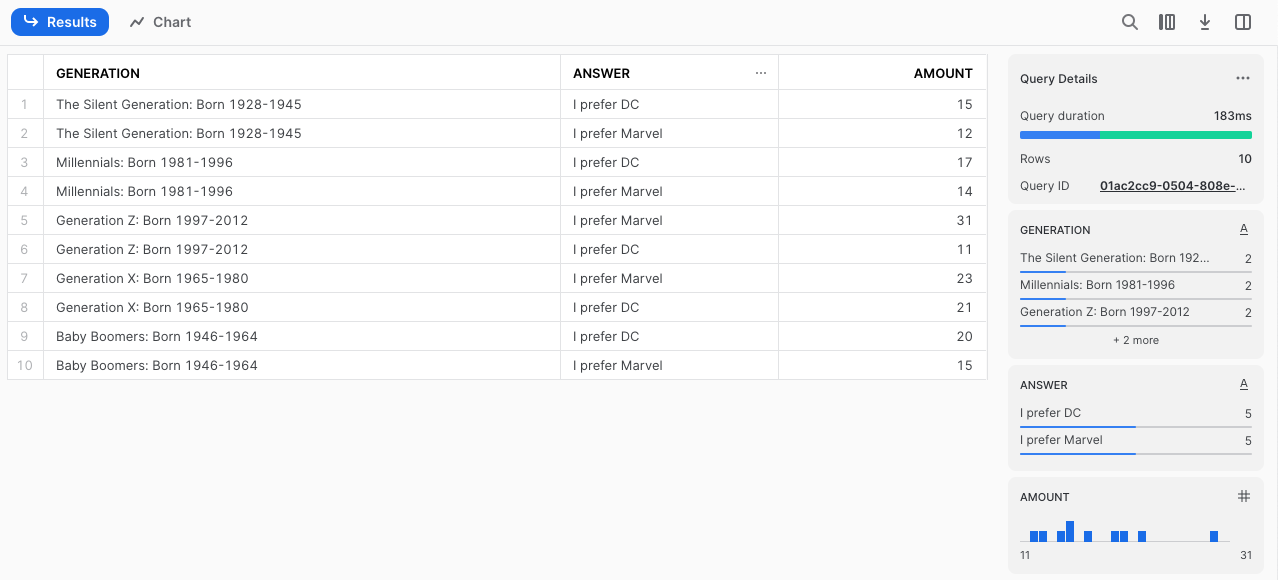 Results Chart
GENERATION ANSWER ... AMOUNT
1 The Silent Generation: Born 1928-1945 I prefer DC 15
2 The Silent Generation: Born 1928-1945 I prefer Marvel 12
3 Millennials: Born 1981-1996 I prefer DC 17
4 Millennials: Born 1981-1996 I prefer Marvel 14
5 Generation Z: Born 1997-2012 I prefer Marvel 31
6 Generation Z: Born 1997-2012 I prefer DC 11
7 Generation X: Born 1965-1980 I prefer Marvel 23
8 Generation X: Born 1965-1980 I prefer DC 21
9 Baby Boomers: Born 1946-1964 I prefer DC 20
10 Baby Boomers: Born 1946-1964 I prefer Marvel 15
Query Details ...
Query duration 183ms
Rows 10
Query ID 01ac2cc9-0504-808e-...
GENERATION A
The Silent Generation: Born 192... 2
Millennials: Born 1981-1996 2
Generation Z: Born 1997-2012 2
+ 2 more
ANSWER A
I prefer DC 5
I prefer Marvel 5
AMOUNT #
11 31